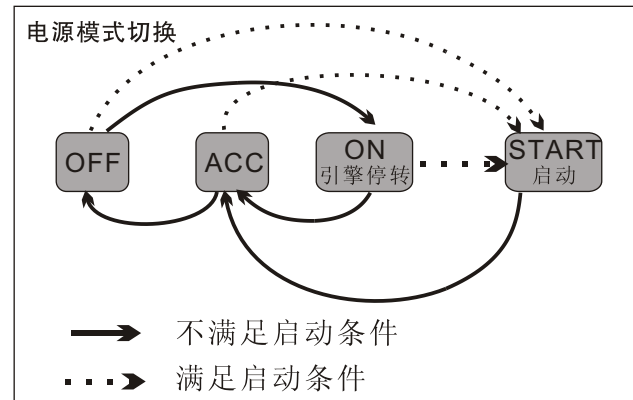 电源模式切换
OFF
ACC
ON
引擎停转
START
启动
不满足启动条件
满足启动条件